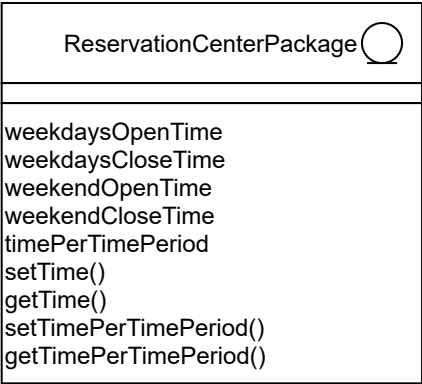 ReservationCenterPackage
weekdaysOpenTime
weekdaysCloseTime
weekendOpenTime
weekendCloseTime
timePerTimePeriod
setTime()
getTime()
setTimePerTimePeriod()
getTimePerTimePeriod()